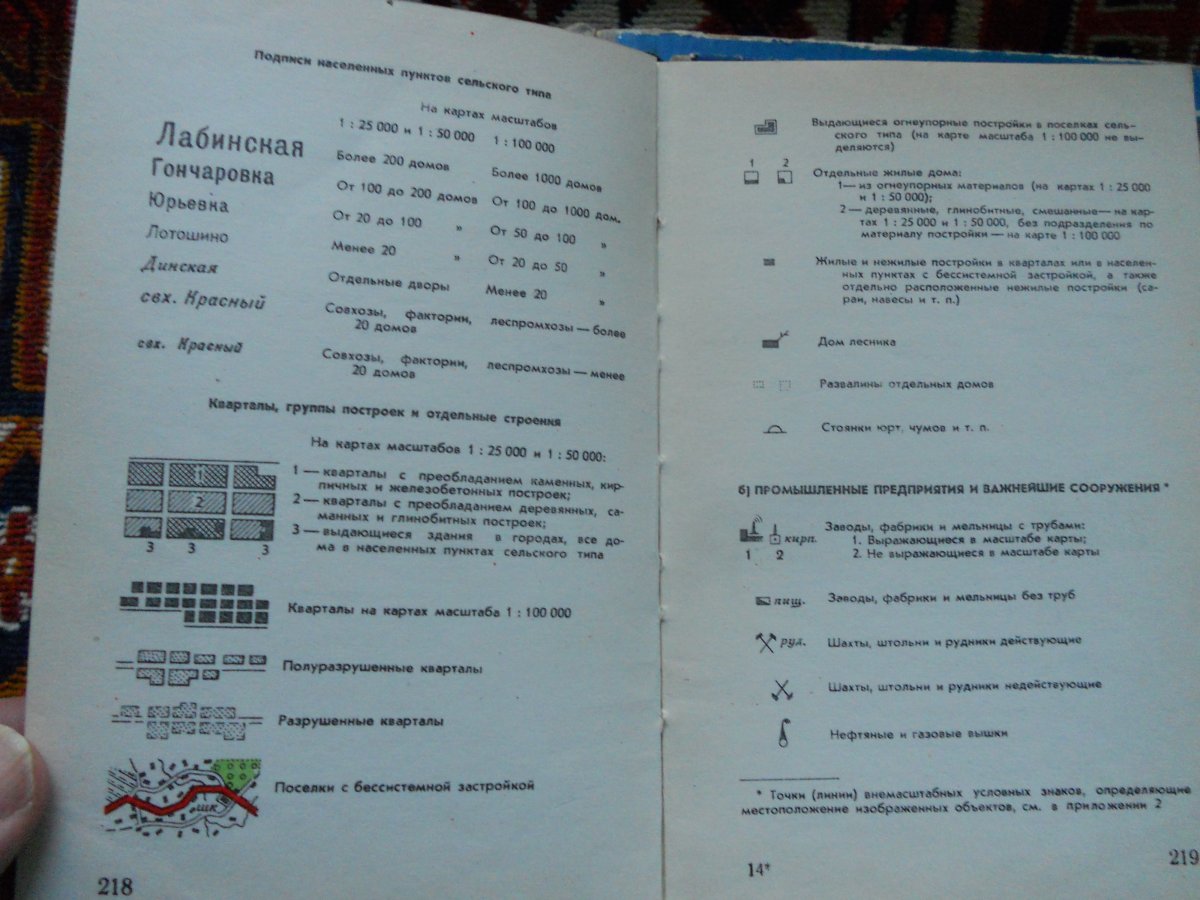 Подписи населенных пунктов сельского типа
На картах масштабов
1 : 25 000 и 1 : 50 000 1 : 100 000
Лабинская Более 200 домов Более 1000 домов
Гончаровка От 100 до 200 домов От 100 до 1000 дом.
Юрьевка От 20 до 100 » От 50 до 100 »
Лотошино Менее 20 » От 20 до 50 »
Динская Отдельные дворы Менее 20 »
свх. Красный Совхозы, фактории, леспромхозы — более
20 домов
свх. Красный Совхозы, фактории, леспромхозы — менее
20 домов
Кварталы, группы построек и отдельные строения
На картах масштабов 1 : 25 000 и 1 : 50 000:
1 — кварталы с преобладанием каменных, кир-
пичных и железобетонных построек;
2 — кварталы с преобладанием деревянных, са-
манных и глинобитных построек;
3 — выдающиеся здания в городах, все до-
ма в населенных пунктах сельского типа
1
2
3 3 3
Кварталы на картах масштаба 1 : 100 000
Полуразрушенные кварталы
Разрушенные кварталы
Поселки с бессистемной застройкой
шк
218
Выдающиеся огнеупорные постройки в поселках сель-
ского типа (на карте масштаба 1 : 100 000 не вы-
деляются)
1 2
Отдельные жилые дома:
1— из огнеупорных материалов (на картах 1 : 25 000
и 1 : 50 000);
2 — деревянные, глинобитные, смешанные— на кар-
тах 1 : 25 000 и 1 : 50 000, без подразделения по
материалу постройки — на карте 1 : 100 000
Жилые и нежилые постройки в кварталах или в населен-
ных пунктах с бессистемной застройкой, а также
отдельно расположенные нежилые постройки (са-
раи, навесы и т. п.)
Дом лесника
Развалины отдельных домов
Стоянки юрт, чумов и т. п.
б) ПРОМЫШЛЕННЫЕ ПРЕДПРИЯТИЯ И ВАЖНЕЙШИЕ СООРУЖЕНИЯ *
Заводы, фабрики и мельницы с трубами:
кирп. 1. Выражающиеся в масштабе карты;
1 2 2. Не выражающиеся в масштабе карты
пищ. Заводы, фабрики и мельницы без труб
руд. Шахты, штольни и рудники действующие
Шахты, штольни и рудники недействующие
Нефтяные и газовые вышки
* Точки (линии) внемасштабных условных знаков, определяющие
местоположение изображенных объектов, см. в приложении 2
14*
219